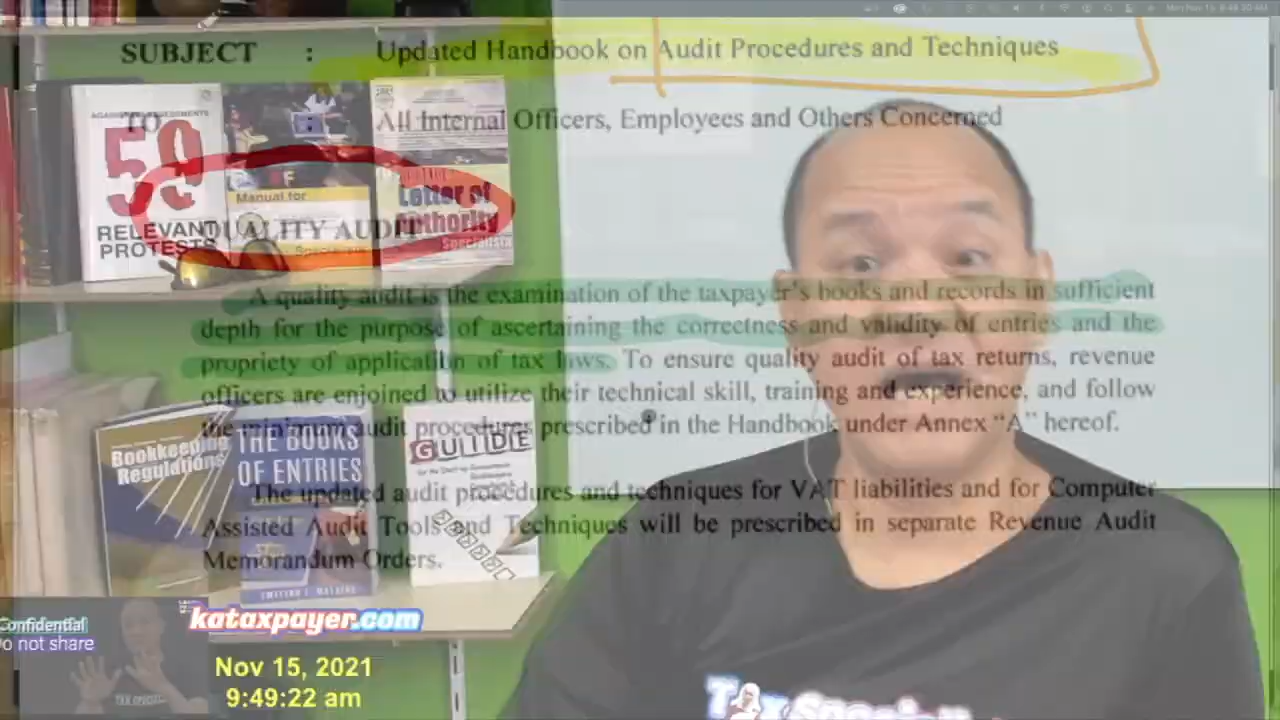 SUBJECT : Updated Handbook on Audit Procedures and Techniques
TO : All Internal Officers, Employees and Others Concerned
QUALITY AUDIT
A quality audit is the examination of the taxpayer's books and records in sufficient
depth for the purpose of ascertaining the correctness and validity of entries and the
propriety of application of tax laws. To ensure quality audit of tax returns, revenue
officers are enjoined to utilize their technical skill, training and experience, and follow
the minimum audit procedures prescribed in the Handbook under Annex "A" hereof.
The updated audit procedures and techniques for VAT liabilities and for Computer
Assisted Audit Tools and Techniques will be prescribed in separate Revenue Audit
Memorandum Orders.
59
RELEVANT
PROTESTS
Manual for
Specialists
Letter of
Authority
Specialists
Bookkeeping
Regulations
THE BOOKS
OF ENTRIES
GUIDE
Confidential
o not share
kataxpayer.com
Nov 15, 2021
9:49:22 am